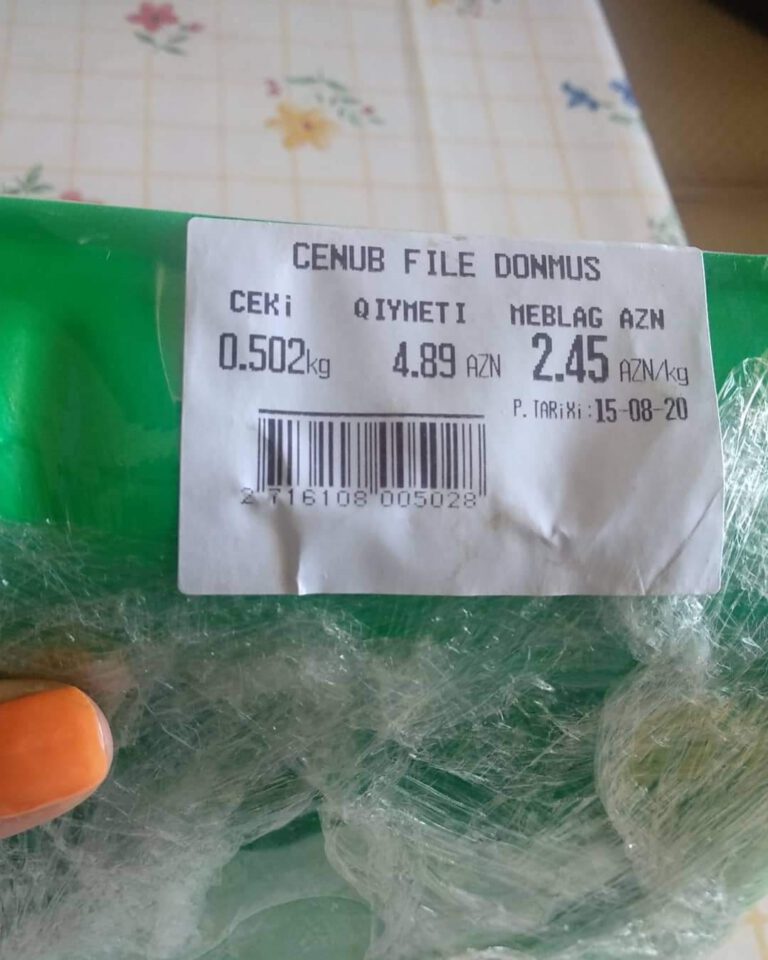 CENUB FILE DONMUS
CEKi QIYMETI MEBLAG AZN
0.502kg 4.89 AZN 2.45 AZN/kg
P.TARiXi:15-08-20
2 716108 005028